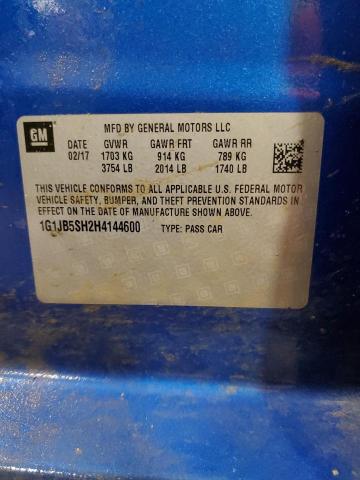 GM
MFD BY GENERAL MOTORS LLC
DATE GVWR GAWR FRT GAWR RR
02/17 1703 KG 914 KG 789 KG
3754 LB 2014 LB 1740 LB
THIS VEHICLE CONFORMS TO ALL APPLICABLE U.S. FEDERAL MOTOR
VEHICLE SAFETY, BUMPER, AND THEFT PREVENTION STANDARDS IN
EFFECT ON THE DATE OF MANUFACTURE SHOWN ABOVE.
1G1JB5SH2H4144600 TYPE: PASS CAR